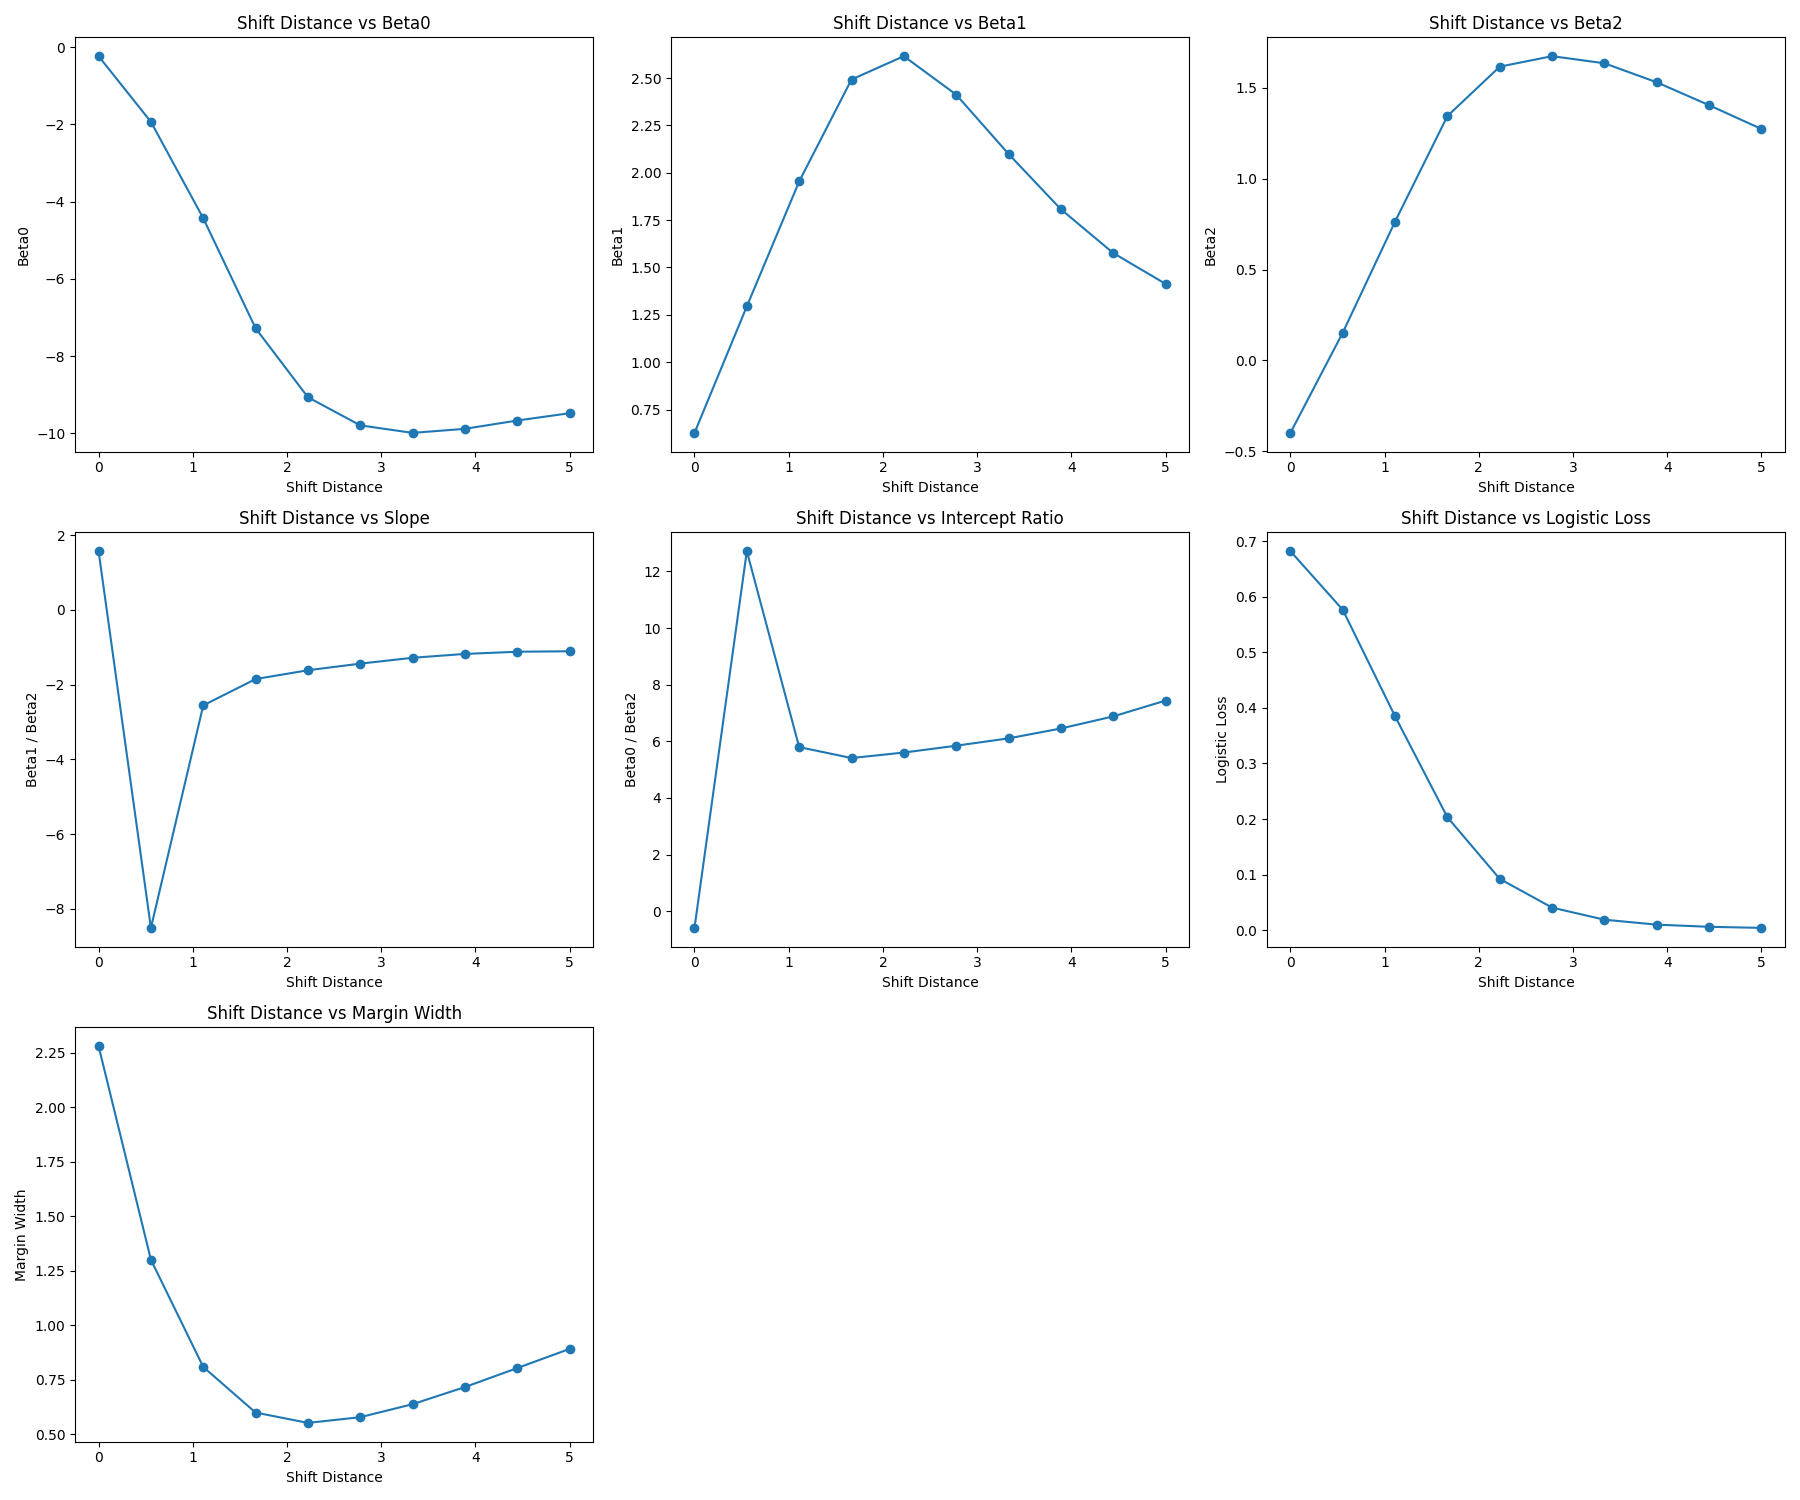 Shift Distance vs Beta0
Beta0
0
−2
−4
−6
−8
−10
0 1 2 3 4 5
Shift Distance
Shift Distance vs Beta1
Beta1
2.50
2.25
2.00
1.75
1.50
1.25
1.00
0.75
0 1 2 3 4 5
Shift Distance
Shift Distance vs Beta2
Beta2
1.5
1.0
0.5
0.0
−0.5
0 1 2 3 4 5
Shift Distance
Shift Distance vs Slope
Beta1 / Beta2
2
0
−2
−4
−6
−8
0 1 2 3 4 5
Shift Distance
Shift Distance vs Intercept Ratio
Beta0 / Beta2
12
10
8
6
4
2
0
0 1 2 3 4 5
Shift Distance
Shift Distance vs Logistic Loss
Logistic Loss
0.7
0.6
0.5
0.4
0.3
0.2
0.1
0.0
0 1 2 3 4 5
Shift Distance
Shift Distance vs Margin Width
Margin Width
2.25
2.00
1.75
1.50
1.25
1.00
0.75
0.50
0 1 2 3 4 5
Shift Distance